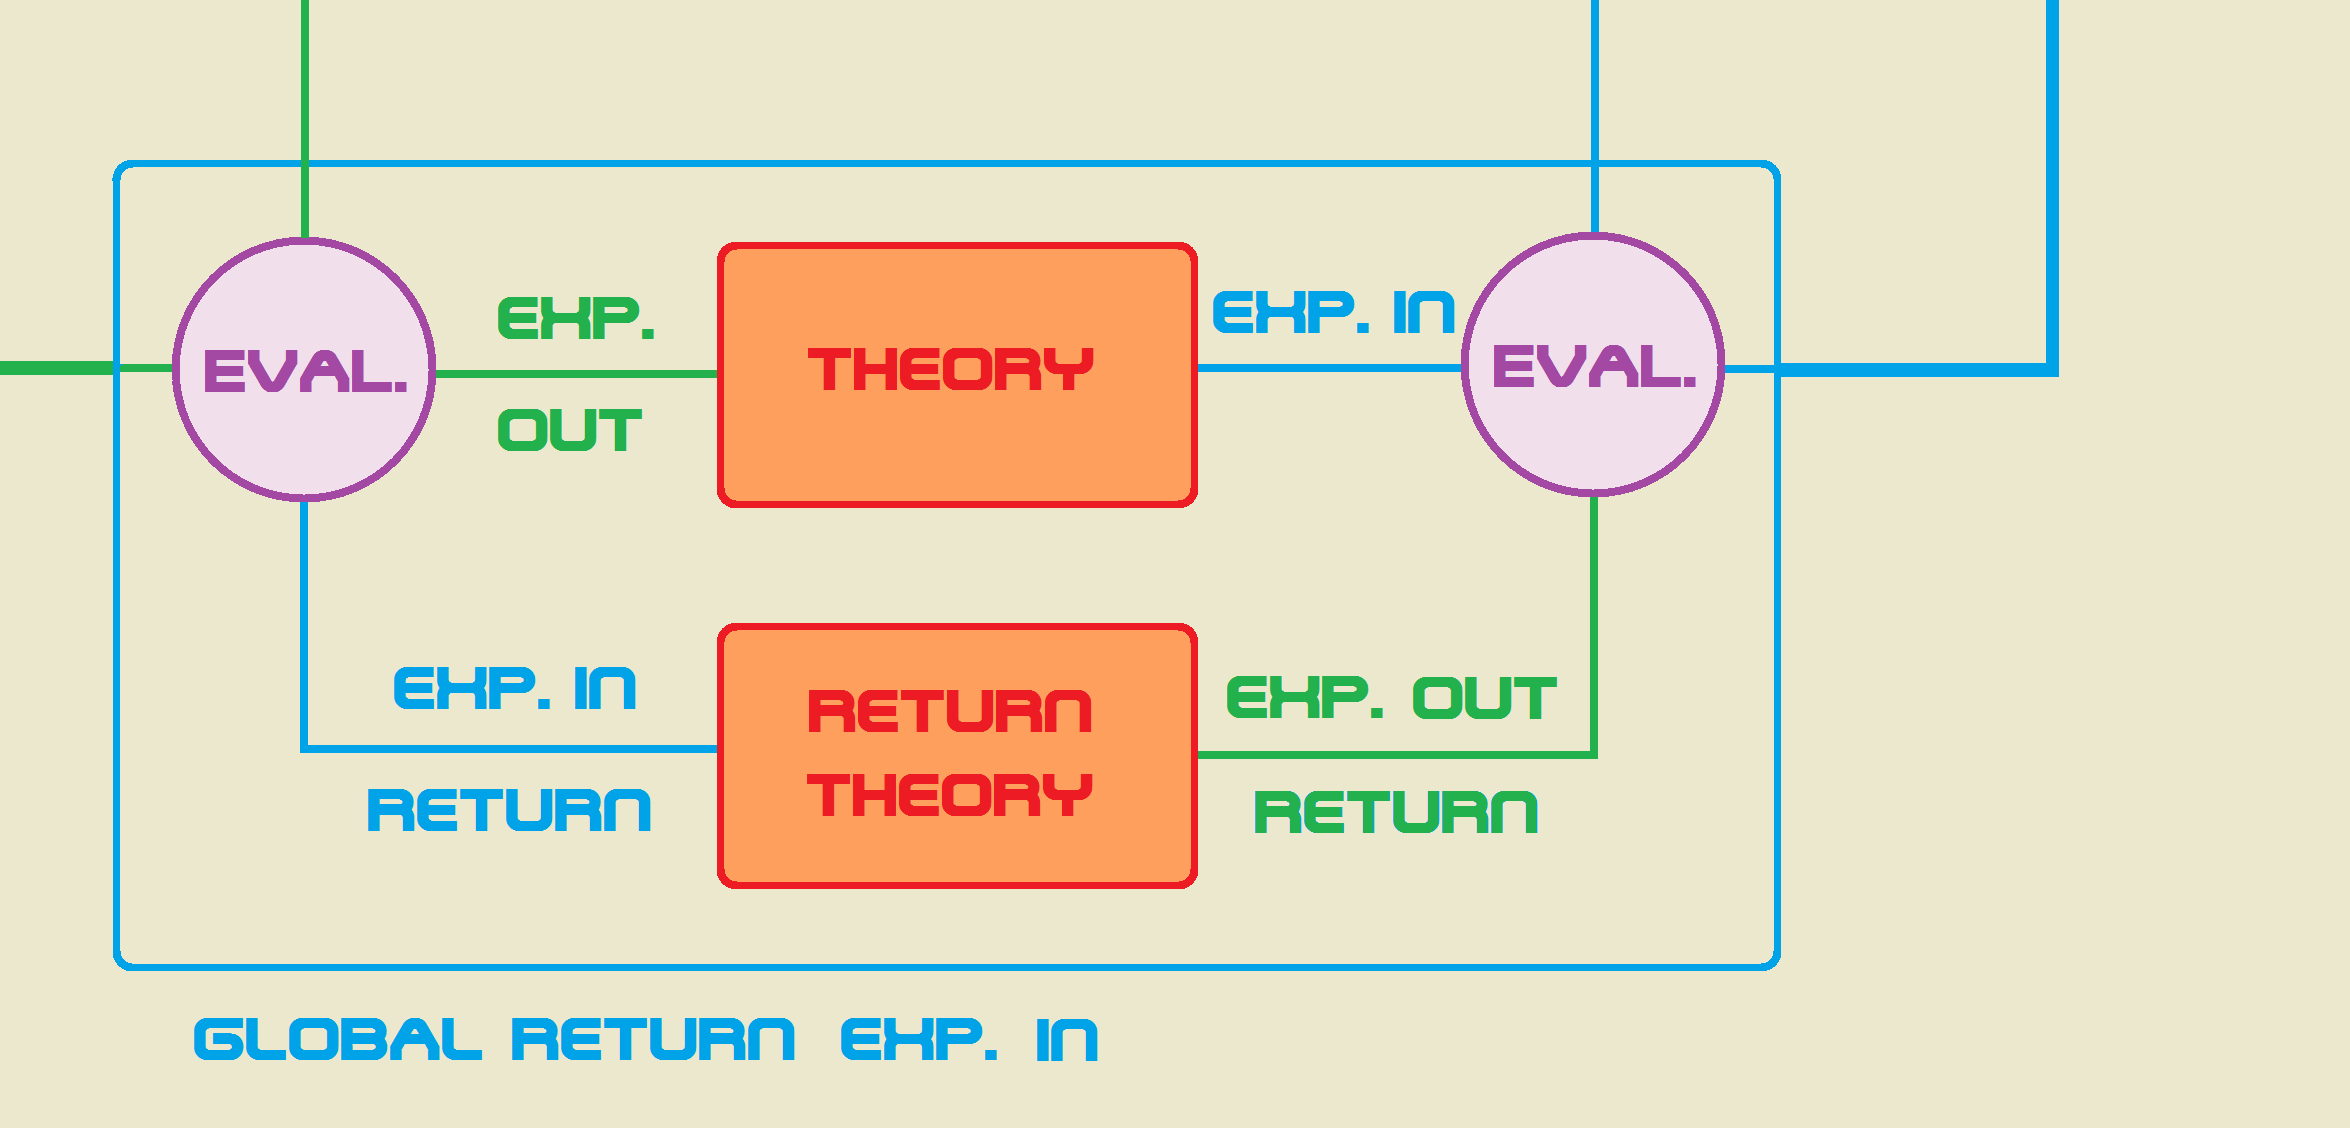 EXP.
OUT
EVAL.
THEORY
EXP. IN
EVAL.
EXP. IN
RETURN
RETURN
THEORY
EXP. OUT
RETURN
GLOBAL RETURN EXP. IN